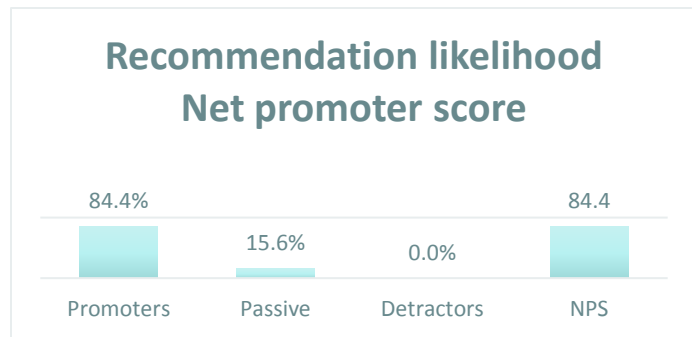 Recommendation likelihood
Net promoter score
84.4%
15.6%
0.0%
84.4
Promoters
Passive
Detractors
NPS